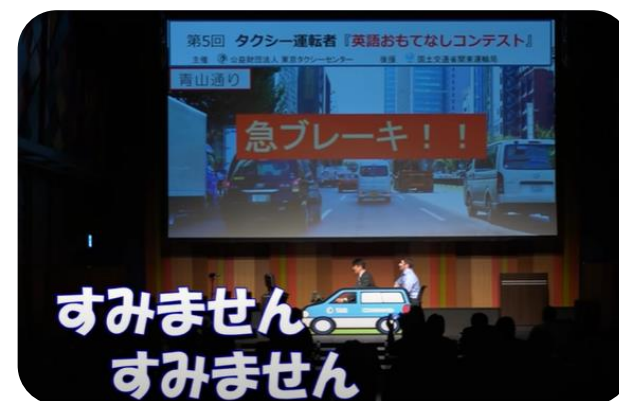 第5回 タクシー運転者『英語おもてなしコンテスト』
主催 公益財団法人 東京タクシーセンター 後援 国土交通省関東運輸局
青山通り
急ブレーキ！！
すみません
すみません